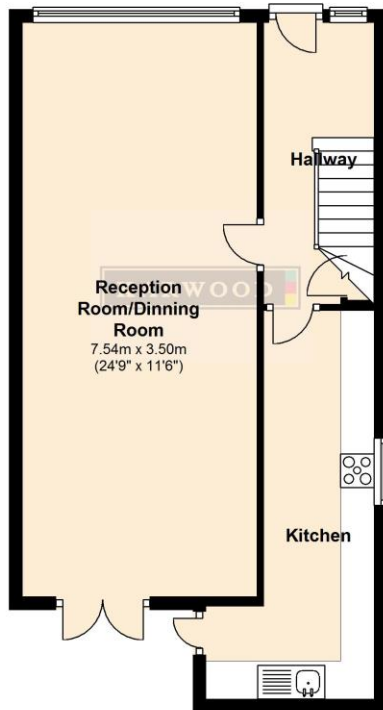 Hallway
Reception
Room/Dinning
Room
7.54m x 3.50m
(24'9" x 11'6")
Kitchen